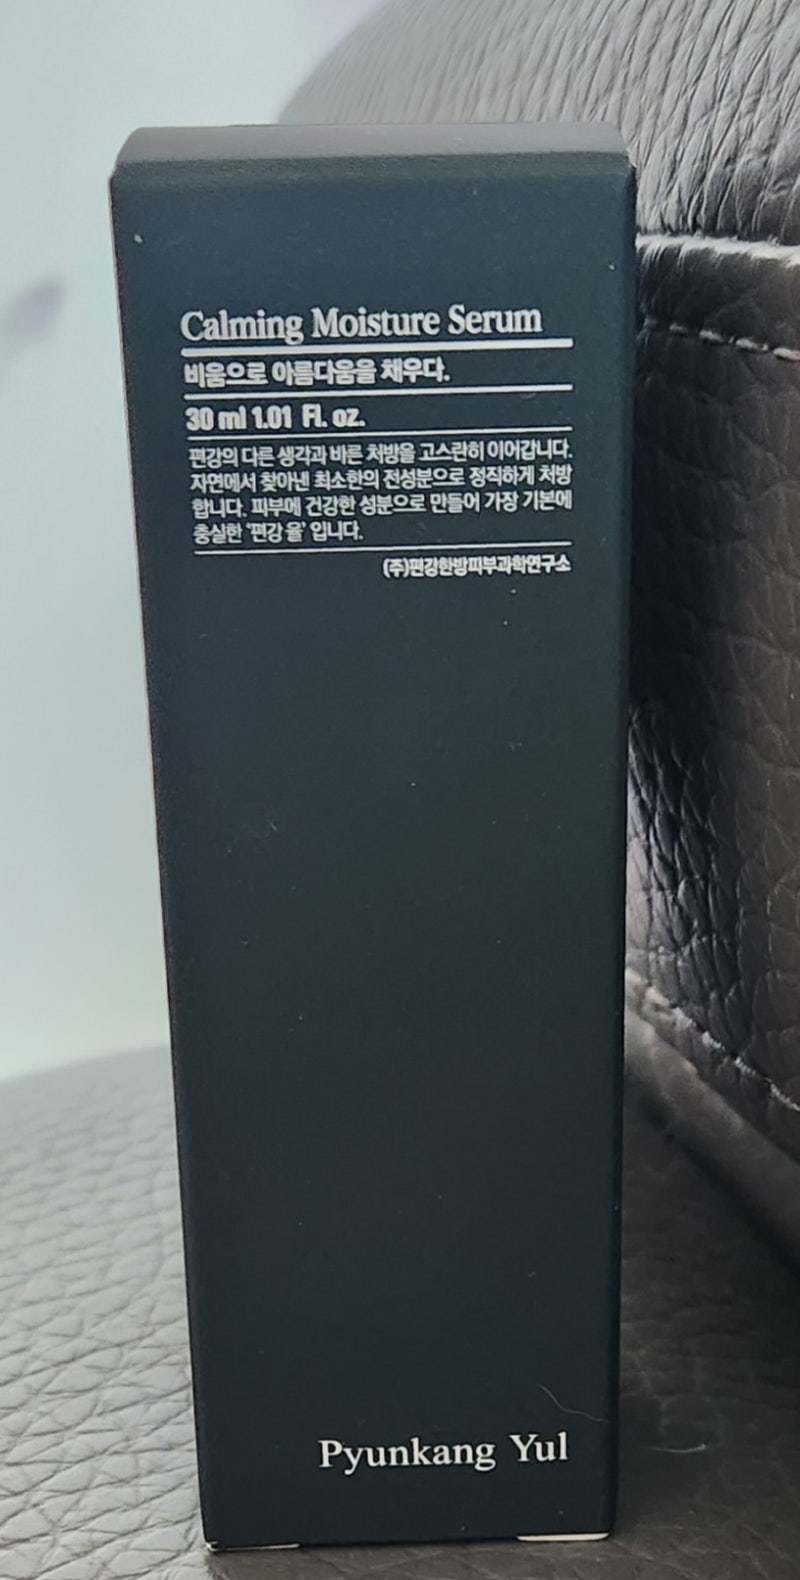 Calming Moisture Serum
비움으로 아름다움을 채우다.
30 ml 1.01 Fl. oz.
편강의 다른 생각과 바른 처방을 고스란히 이어갑니다.
자연에서 찾아낸 최소한의 전성분으로 정직하게 처방
합니다. 피부에 건강한 성분으로 만들어 가장 기본에
충실한 '편강 율' 입니다.
(주)편강한방피부과학연구소
Pyunkang Yul